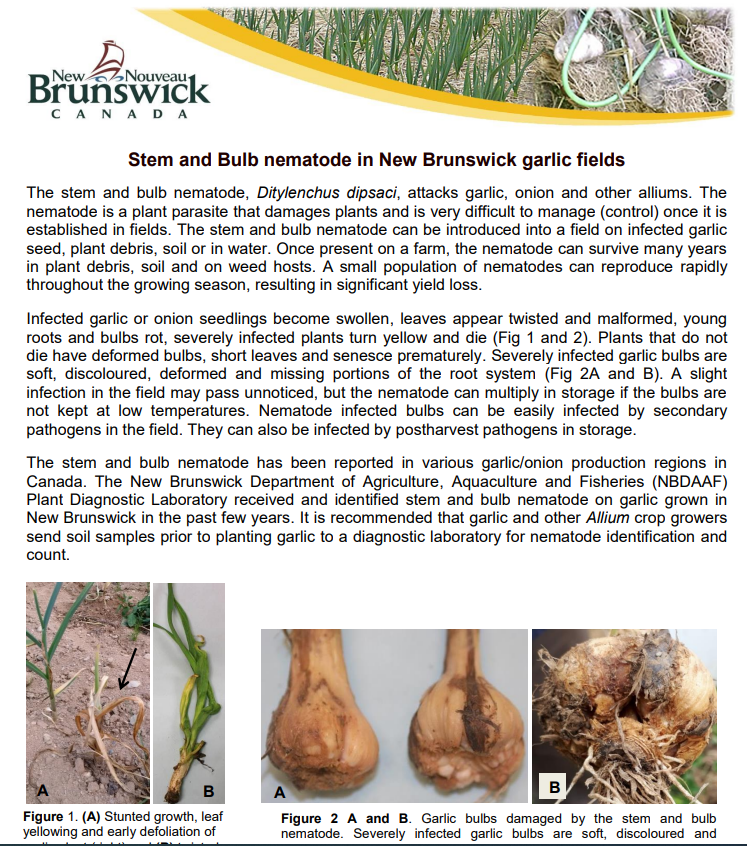 New Nouveau
Brunswick
CANADA
Stem and Bulb nematode in New Brunswick garlic fields
The stem and bulb nematode, Ditylenchus dipsaci, attacks garlic, onion and other alliums. The
nematode is a plant parasite that damages plants and is very difficult to manage (control) once it is
established in fields. The stem and bulb nematode can be introduced into a field on infected garlic
seed, plant debris, soil or in water. Once present on a farm, the nematode can survive many years
in plant debris, soil and on weed hosts. A small population of nematodes can reproduce rapidly
throughout the growing season, resulting in significant yield loss.
Infected garlic or onion seedlings become swollen, leaves appear twisted and malformed, young
roots and bulbs rot, severely infected plants turn yellow and die (Fig 1 and 2). Plants that do not
die have deformed bulbs, short leaves and senesce prematurely. Severely infected garlic bulbs are
soft, discoloured, deformed and missing portions of the root system (Fig 2A and B). A slight
infection in the field may pass unnoticed, but the nematode can multiply in storage if the bulbs are
not kept at low temperatures. Nematode infected bulbs can be easily infected by secondary
pathogens in the field. They can also be infected by postharvest pathogens in storage.
The stem and bulb nematode has been reported in various garlic/onion production regions in
Canada. The New Brunswick Department of Agriculture, Aquaculture and Fisheries (NBDAAF)
Plant Diagnostic Laboratory received and identified stem and bulb nematode on garlic grown in
New Brunswick in the past few years. It is recommended that garlic and other Allium crop growers
send soil samples prior to planting garlic to a diagnostic laboratory for nematode identification and
count.
A
B
A
B
Figure 1. (A) Stunted growth, leaf
yellowing and early defoliation of
Figure 2 A and B. Garlic bulbs damaged by the stem and bulb
nematode. Severely infected garlic bulbs are soft, discoloured and